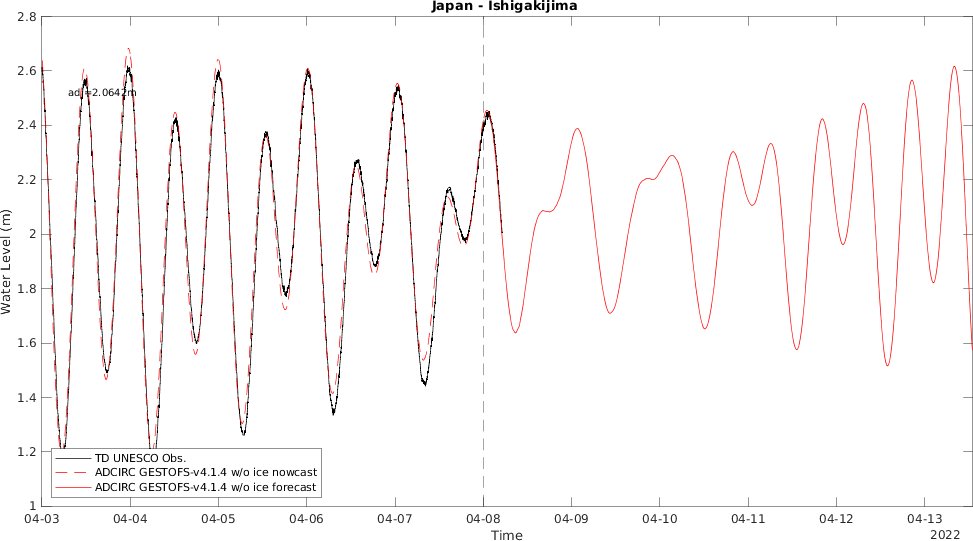 Japan - Ishigakijima
2.8
2.6
2.4
2.2
2
1.8
1.6
1.4
1.2
1
Water Level (m)
adj=2.0642m
TD UNESCO Obs.
ADCIRC GESTOFS-v4.1.4 w/o ice nowcast
ADCIRC GESTOFS-v4.1.4 w/o ice forecast
04-03 04-04 04-05 04-06 04-07 04-08 04-09 04-10 04-11 04-12 04-13
Time
2022